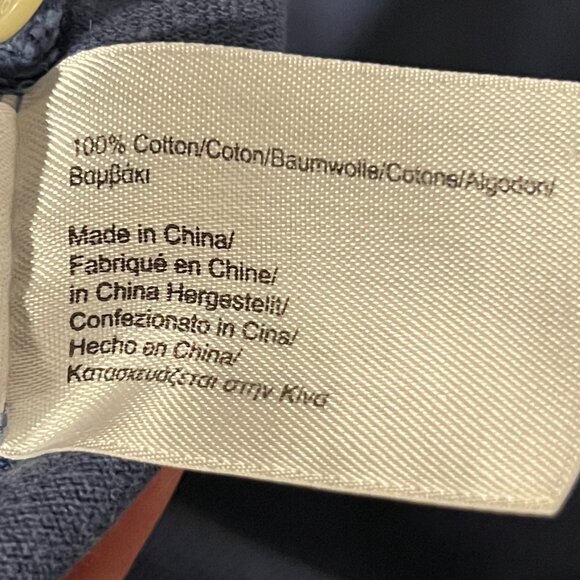 100% Cotton/Coton/Baumwolle/Cotone/Algodon/
Βαμβάκι
Made in China/
Fabriqué en Chine/
in China Hergestellt/
Confezionato in Cina/
Hecho en China/
Κατασκευάζεται στην Κίνα